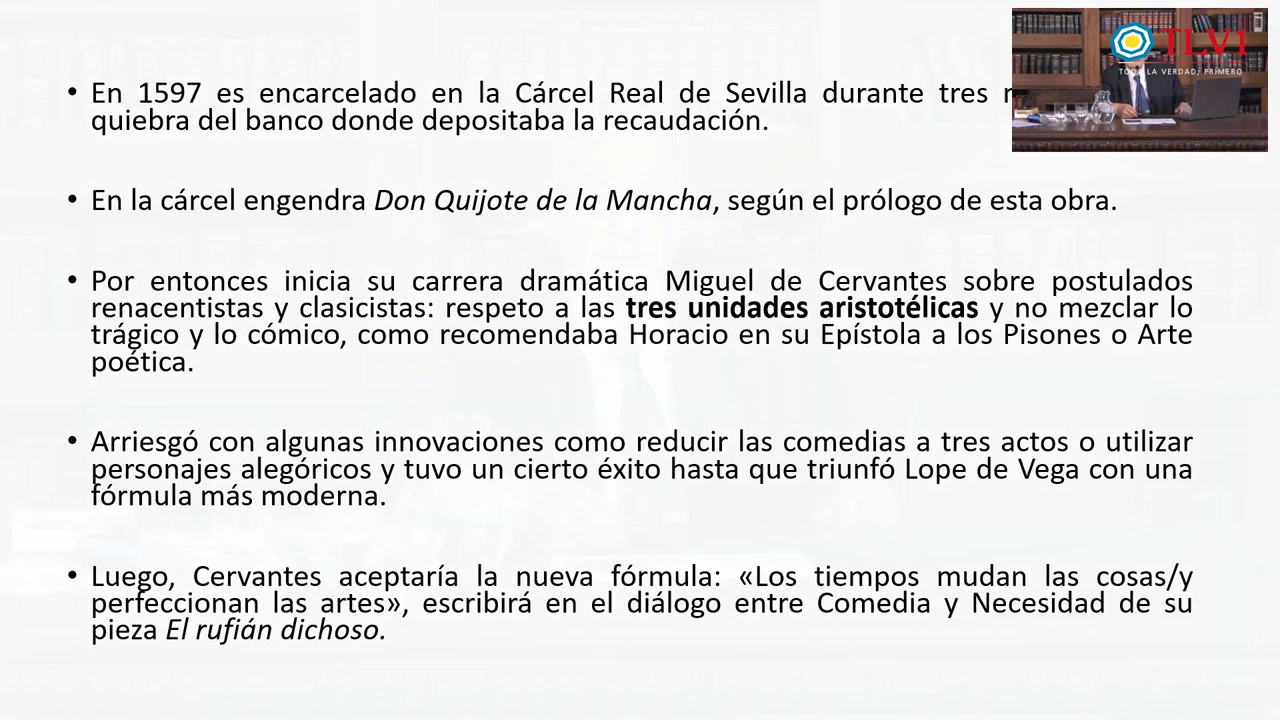 • En 1597 es encarcelado en la Cárcel Real de Sevilla durante tres
quiebra del banco donde depositaba la recaudación.
• En la cárcel engendra Don Quijote de la Mancha, según el prólogo de esta obra.
• Por entonces inicia su carrera dramática Miguel de Cervantes sobre postulados
renacentistas y clasicistas: respeto a las tres unidades aristotélicas y no mezclar lo
trágico y lo cómico, como recomendaba Horacio en su Epístola a los Pisones o Arte
poética.
• Arriesgó con algunas innovaciones como reducir las comedias a tres actos o utilizar
personajes alegóricos y tuvo un cierto éxito hasta que triunfó Lope de Vega con una
fórmula más moderna.
• Luego, Cervantes aceptaría la nueva fórmula: «Los tiempos mudan las cosas/y
perfeccionan las artes», escribirá en el diálogo entre Comedia y Necesidad de su
pieza El rufián dichoso.
TLV1
TODA LA VERDAD, PRIMERO